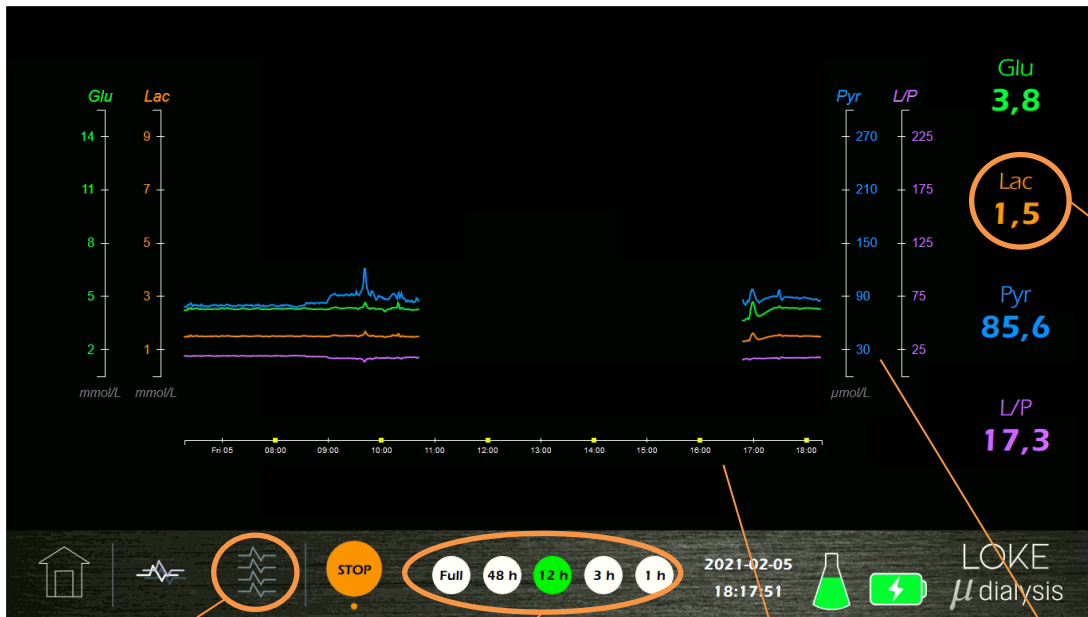 Glu Lac Pyr L/P
14 9 270 225
11 7 210 175
8 5 150 125
5 3 90 75
2 1 30 25
mmol/L mmol/L µmol/L
Fri 05 08:00 09:00 10:00 11:00 12:00 13:00 14:00 15:00 16:00 17:00 18:00
Glu
3,8
Lac
1,5
Pyr
85,6
L/P
17,3
STOP
Full 48 h 12 h 3 h 1 h
2021-02-05
18:17:51
LOKE
µ dialysis